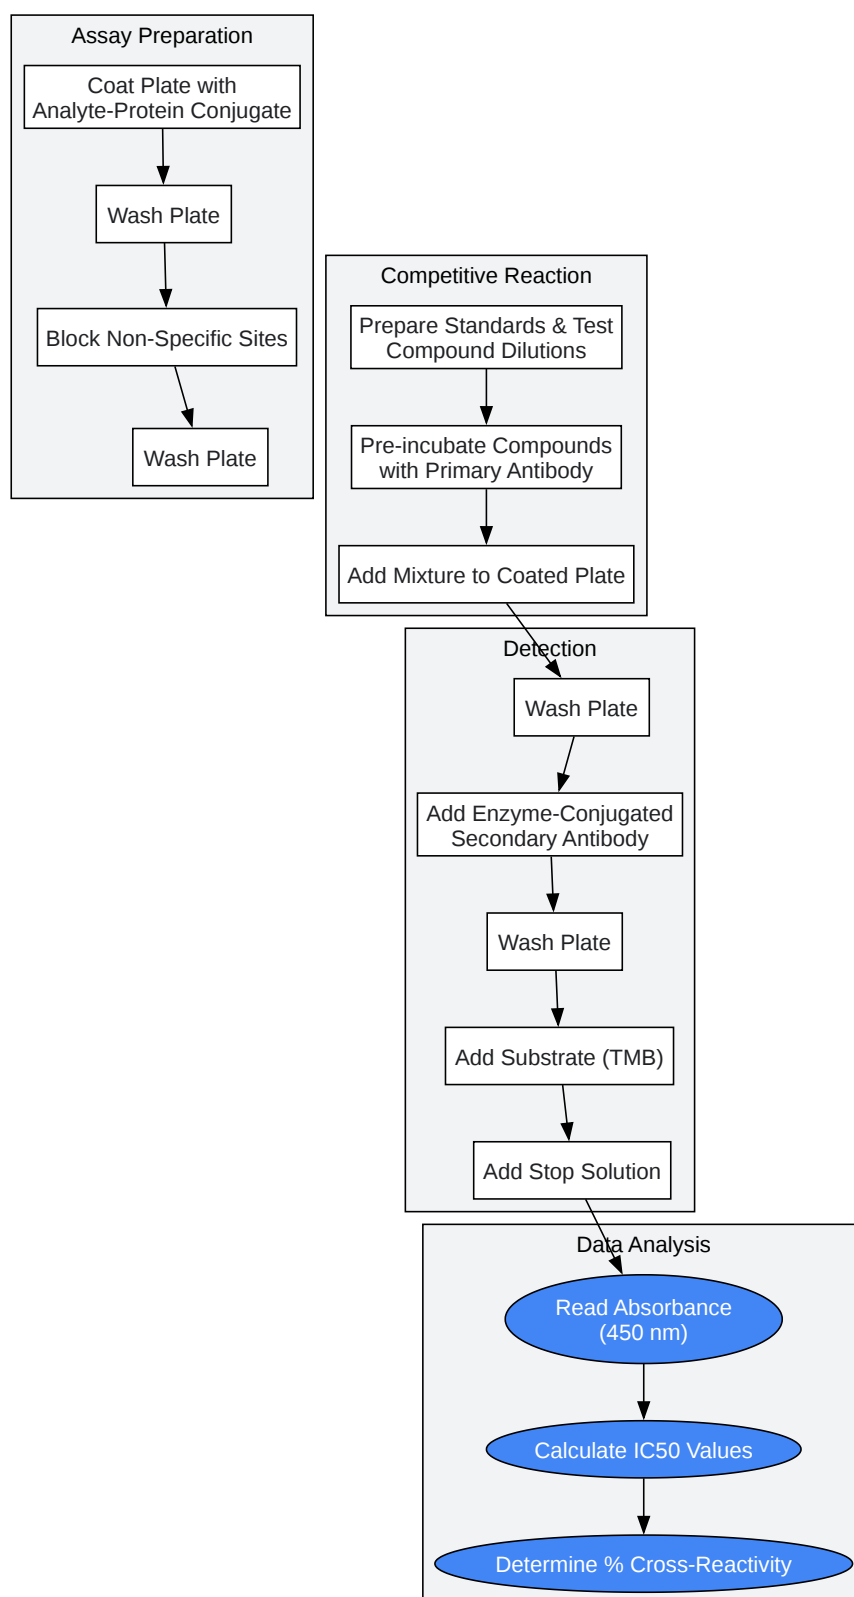 Assay Preparation
Coat Plate with
Analyte-Protein Conjugate
Wash Plate
Block Non-Specific Sites
Wash Plate
Competitive Reaction
Prepare Standards & Test
Compound Dilutions
Pre-incubate Compounds
with Primary Antibody
Add Mixture to Coated Plate
Detection
Wash Plate
Add Enzyme-Conjugated
Secondary Antibody
Wash Plate
Add Substrate (TMB)
Add Stop Solution
Data Analysis
Read Absorbance
(450 nm)
Calculate IC50 Values
Determine % Cross-Reactivity